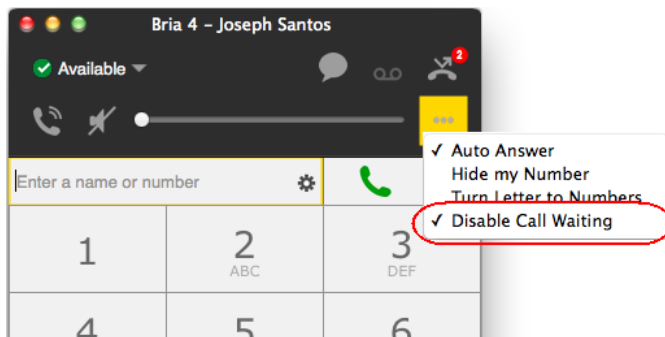 Bria 4 – Joseph Santos
Available
2
Auto Answer
Hide my Number
Turn Letter to Numbers
Disable Call Waiting
Enter a name or number
1
2
ABC
3
DEF
4
5
6